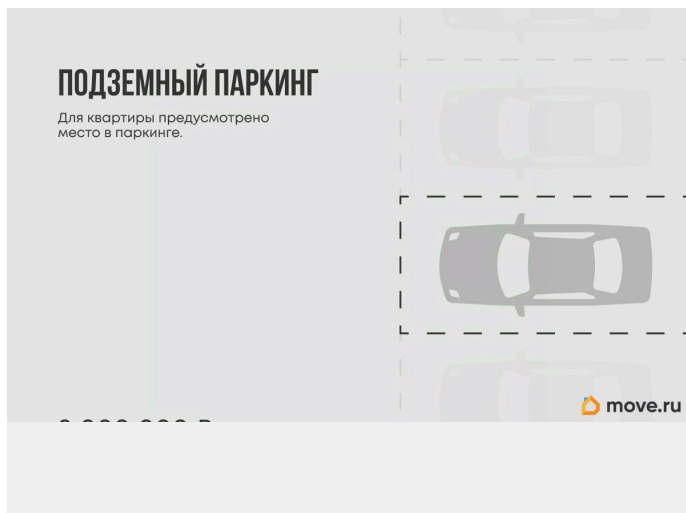 ПОДЗЕМНЫЙ ПАРКИНГ
Для квартиры предусмотрено
место в паркинге.
move.ru